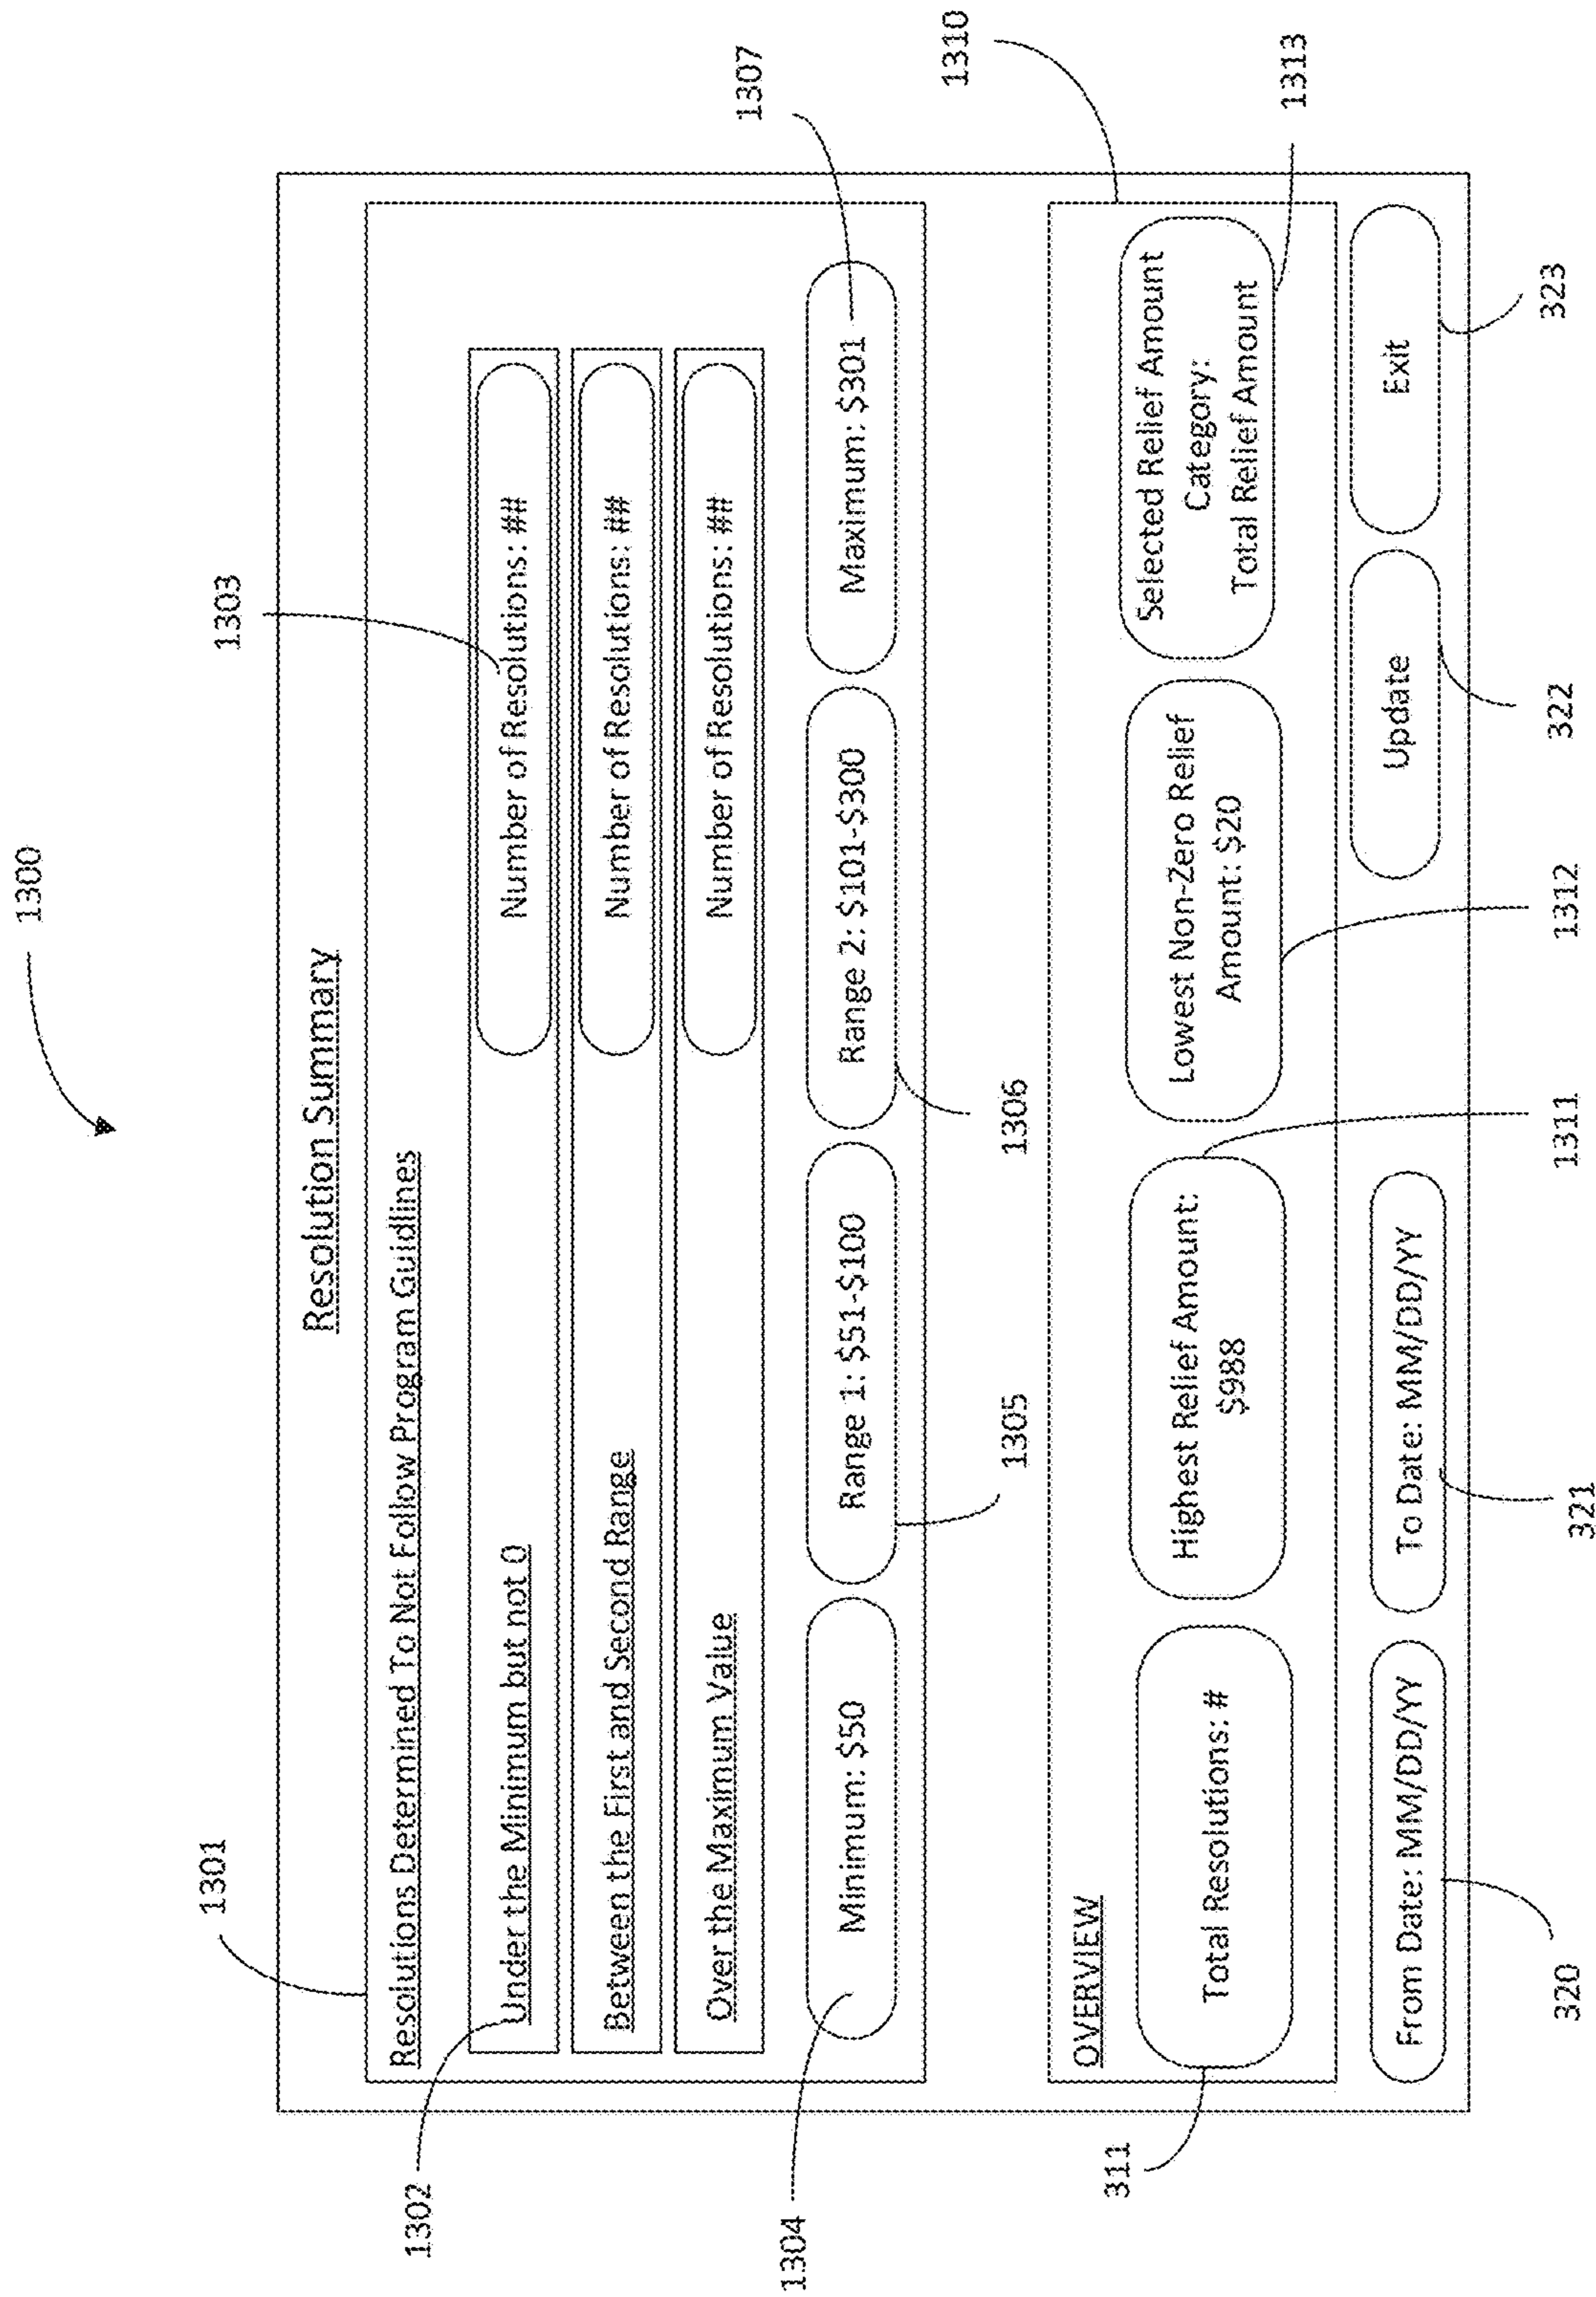 1300
Resolution Summary
1301
1303
Resolutions Determined To Not Follow Program Guidlines
1302
Under the Minimum but not 0
Number of Resolutions: ##
Between the First and Second Range
Number of Resolutions: ##
Over the Maximum Value
Number of Resolutions: ##
1304
Minimum: $50
Range 1: $51-$100
Range 2: $101-$300
Maximum: $301
1307
1305
1306
1310
OVERVIEW
311
Total Resolutions: #
Highest Relief Amount:
$988
Lowest Non-Zero Relief
Amount: $20
Selected Relief Amount
Category:
Total Relief Amount
1313
From Date: MM/DD/YY
To Date: MM/DD/YY
Update
Exit
320
321
1311
1312
322
323